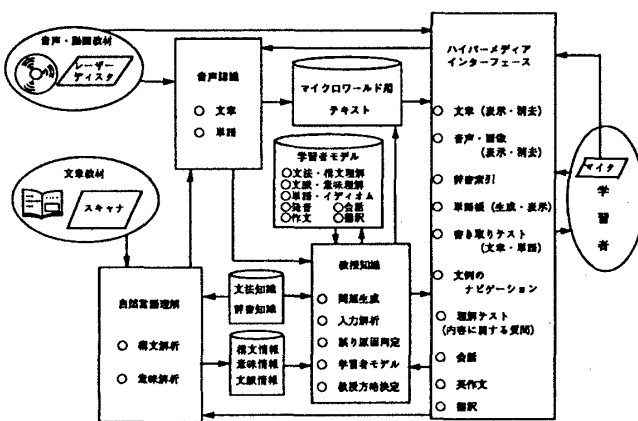 音声・動画教材
レーザー
ディスク
音声認識
○ 文章
○ 単語
マイクロワールド用
テキスト
学習者モデル
○文法・構文理解
○文脈・意味理解
○単語・イディオム
○発音 ○会話
○作文 ○翻訳
文章教材
スキャナ
自然言語理解
○ 構文解析
○ 意味解析
文法知識
辞書知識
構文情報
意味情報
文脈情報
教授知識
○ 問題生成
○ 入力解析
○ 誤り原因同定
○ 学習者モデル
○ 教授方略決定
ハイパーメディア
インターフェース
○ 文章(表示・消去)
○ 音声・画像
(表示・消去)
○ 辞書索引
○ 単語帳(生成・表示)
○ 書き取りテスト
(文章・単語)
○ 文例の
ナビゲーション
○ 理解テスト
(内容に関する質問)
○ 会話
○ 英作文
○ 翻訳
マイク
学習者